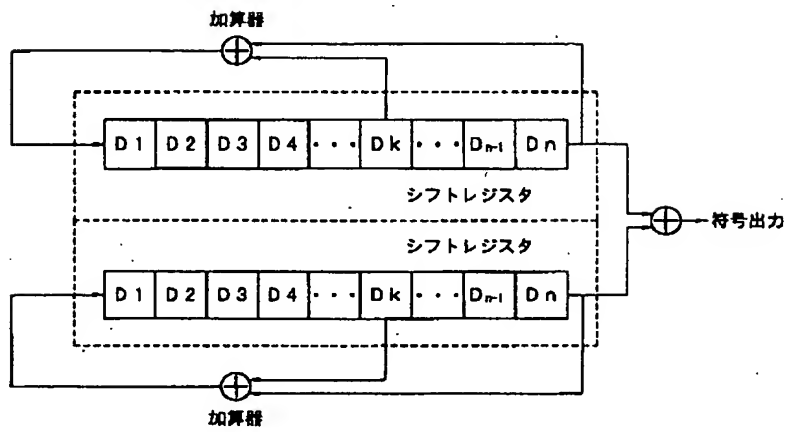 加算器
D1 D2 D3 D4 ・・・ Dk ・・・ Dn-1 Dn
シフトレジスタ
符号出力
シフトレジスタ
D1 D2 D3 D4 ・・・ Dk ・・・ Dn-1 Dn
加算器